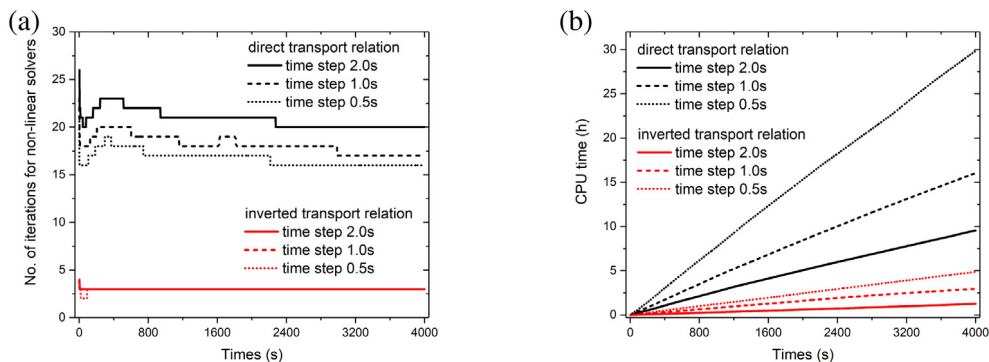 (a)
No. of iterations for non-linear solvers
30
25
20
15
10
5
0
direct transport relation
time step 2.0s
time step 1.0s
time step 0.5s
inverted transport relation
time step 2.0s
time step 1.0s
time step 0.5s
0
800
1600
2400
3200
4000
Times (s)
(b)
CPU time (h)
30
25
20
15
10
5
0
direct transport relation
time step 2.0s
time step 1.0s
time step 0.5s
inverted transport relation
time step 2.0s
time step 1.0s
time step 0.5s
0
800
1600
2400
3200
4000
Times (s)